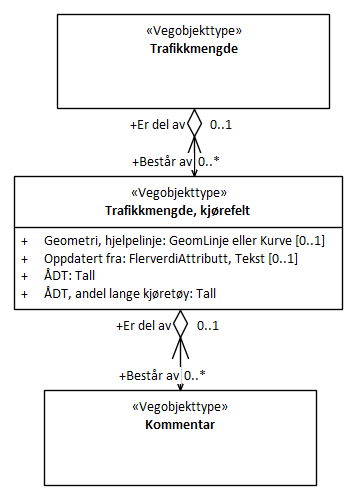 «Vegobjekttype»
Trafikkmengde
+Er del av 0..1
+Består av 0..*
«Vegobjekttype»
Trafikkmengde, kjørefelt
+ Geometri, hjelpelinje: GeomLinje eller Kurve [0..1]
+ Oppdatert fra: FlerverdiAttributt, Tekst [0..1]
+ ÅDT: Tall
+ ÅDT, andel lange kjøretøy: Tall
+Er del av 0..1
+Består av 0..*
«Vegobjekttype»
Kommentar